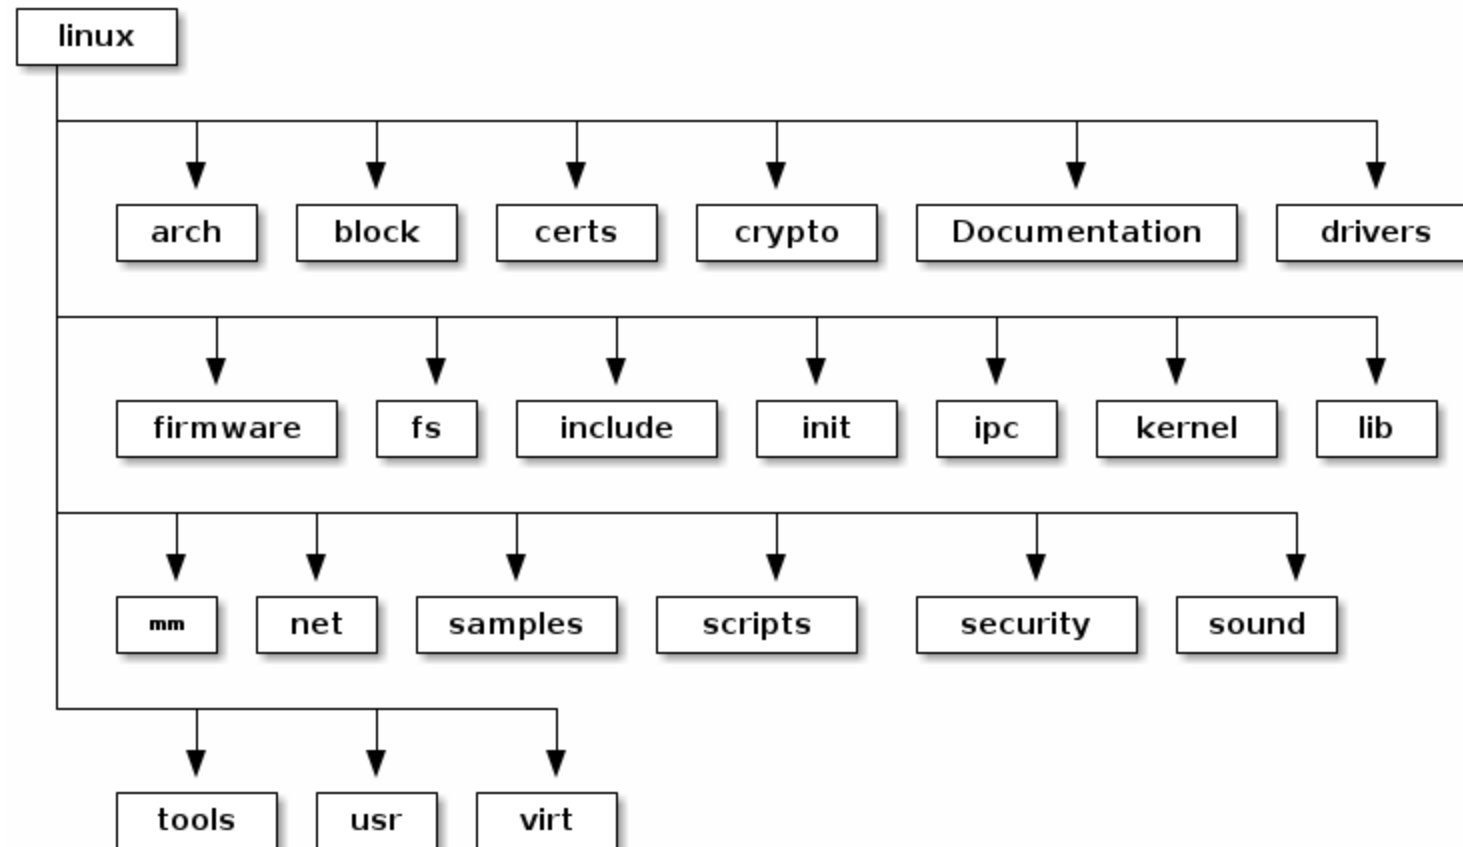 linux
arch block certs crypto Documentation drivers
firmware fs include init ipc kernel lib
mm net samples scripts security sound
tools usr virt